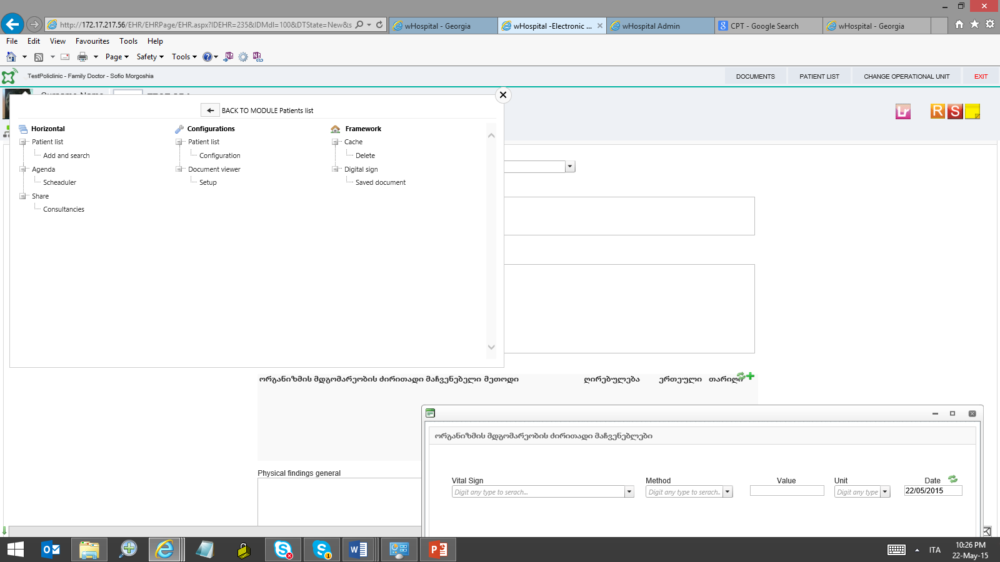 http://172.17.217.56/EHR/EHRPage/EHR.aspx?IDEHR=235&IDMdl=100&DTState=New&s
wHospital - Georgia
wHospital -Electronic ...
wHospital Admin
CPT - Google Search
wHospital - Georgia
File Edit View Favourites Tools Help
Page Safety Tools
TestPoliclinic - Family Doctor - Sofio Morgoshia
DOCUMENTS
PATIENT LIST
CHANGE OPERATIONAL UNIT
EXIT
Lr R S
BACK TO MODULE Patients list
Horizontal
Patient list
Add and search
Agenda
Scheaduler
Share
Consultancies
Configurations
Patient list
Configuration
Document viewer
Setup
Framework
Cache
Delete
Digital sign
Saved document
ორგანიზმის მდგომარეობის ძირითადი მაჩვენებელი მეთოდი ღირებულება ერთეული თარიღი
ორგანიზმის მდგომარეობის ძირითადი მაჩვენებლები
Physical findings general
Vital Sign Method Value Unit Date
Digit any type to serach... Digit any type to serach.. Digit any type 22/05/2015
ITA
10:26 PM
22-May-15